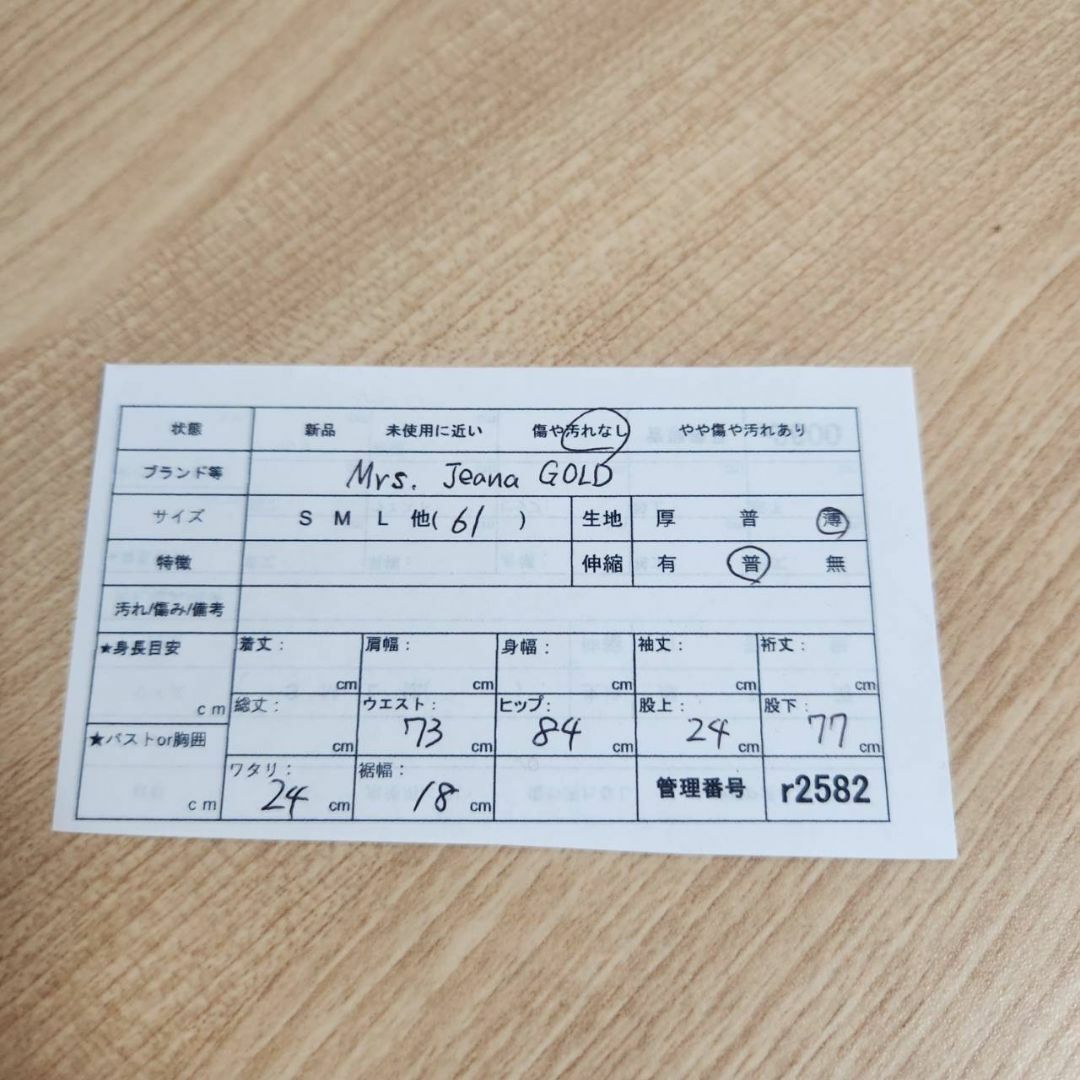 状態 新品 未使用に近い 傷や汚れなし やや傷や汚れあり
ブランド等 Mrs. Jeana GOLD
サイズ S M L 他(61) 生地 厚 普 薄
特徴 伸縮 有 普 無
汚れ/傷み/備考
★身長目安 cm 着丈: cm 肩幅: cm 身幅: cm 袖丈: cm 裄丈: cm
総丈: cm ウエスト: 73 cm ヒップ: 84 cm 股上: 24 cm 股下: 77 cm
★バストor胸囲 cm ワタリ: 24 cm 裾幅: 18 cm 管理番号 r2582